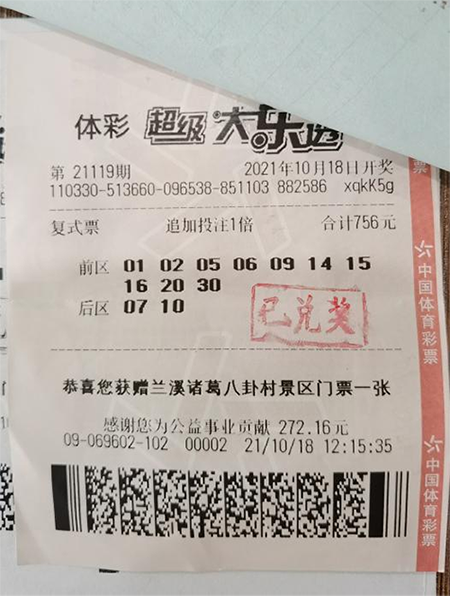 体彩 超级大乐透
第 21119期 2021年10月18日开奖
110330-513660-096538-851103 882586 xqkK5g
复式票 追加投注1倍 合计756元
前区 01 02 05 06 09 14 15
16 20 30
后区 07 10
已兑奖
恭喜您获赠兰溪诸葛八卦村景区门票一张
感谢您为公益事业贡献 272.16元
09-069602-102 00002 21/10/18 12:15:35
彩票
中国体育彩票
中国体育彩票